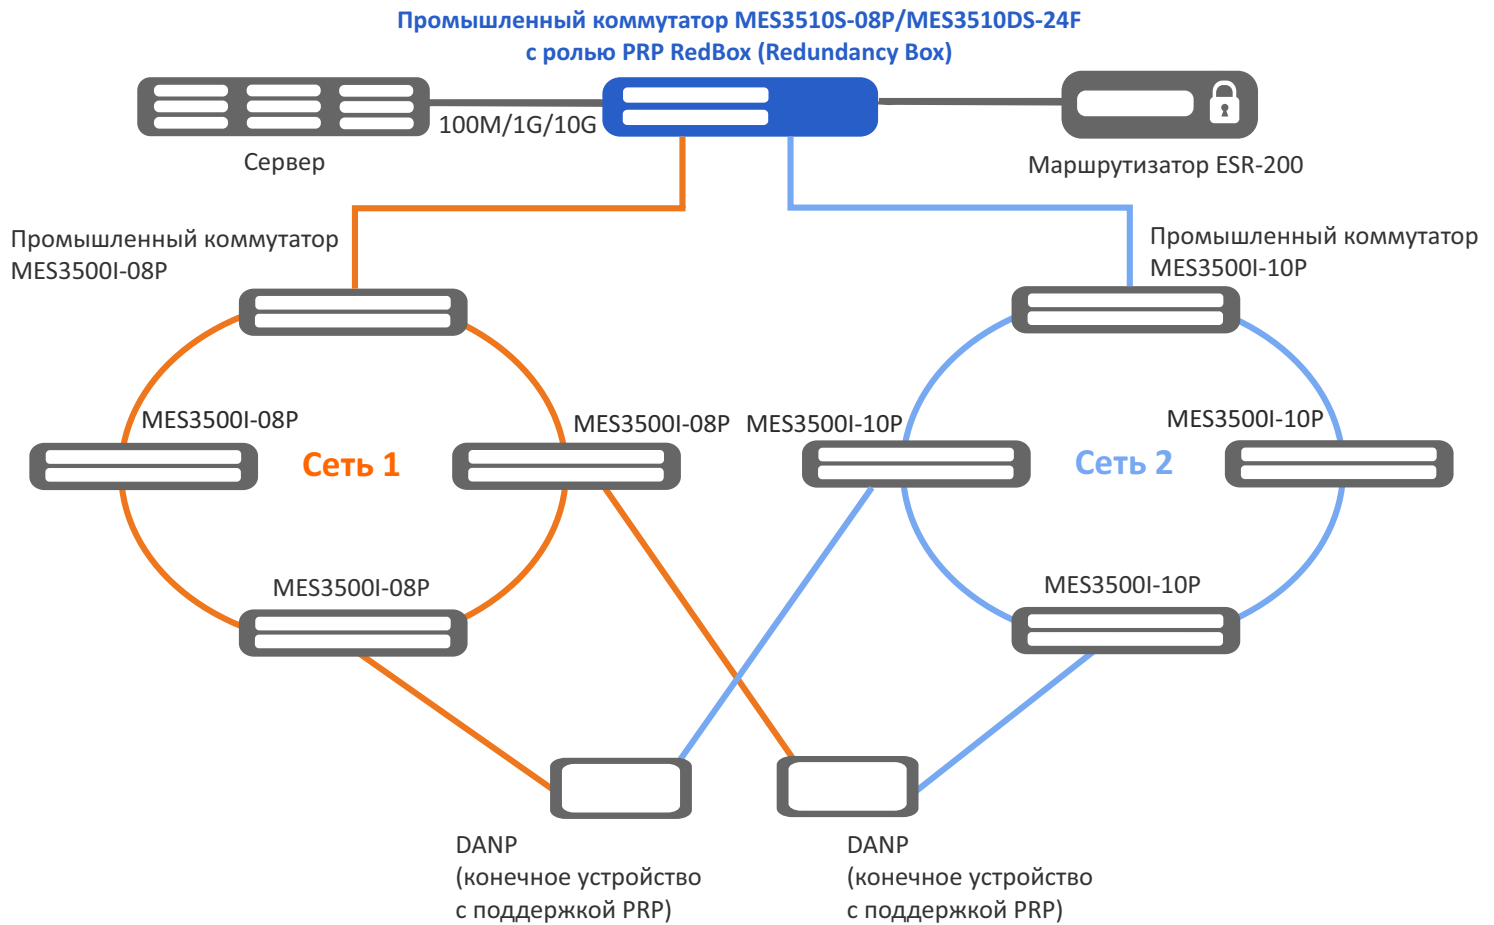 Промышленный коммутатор MES3510S-08P/MES3510DS-24F
с ролью PRP RedBox (Redundancy Box)
100M/1G/10G
Сервер
Маршрутизатор ESR-200
Промышленный коммутатор
MES3500I-08P
Промышленный коммутатор
MES3500I-10P
MES3500I-08P
MES3500I-08P
MES3500I-10P
MES3500I-10P
Сеть 1
Сеть 2
MES3500I-08P
MES3500I-10P
DANP
(конечное устройство
с поддержкой PRP)
DANP
(конечное устройство
с поддержкой PRP)